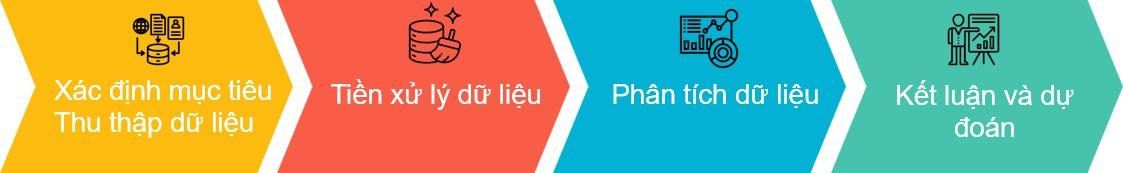 Xác định mục tiêu
Thu thập dữ liệu
Tiền xử lý dữ liệu
Phân tích dữ liệu
Kết luận và dự
đoán